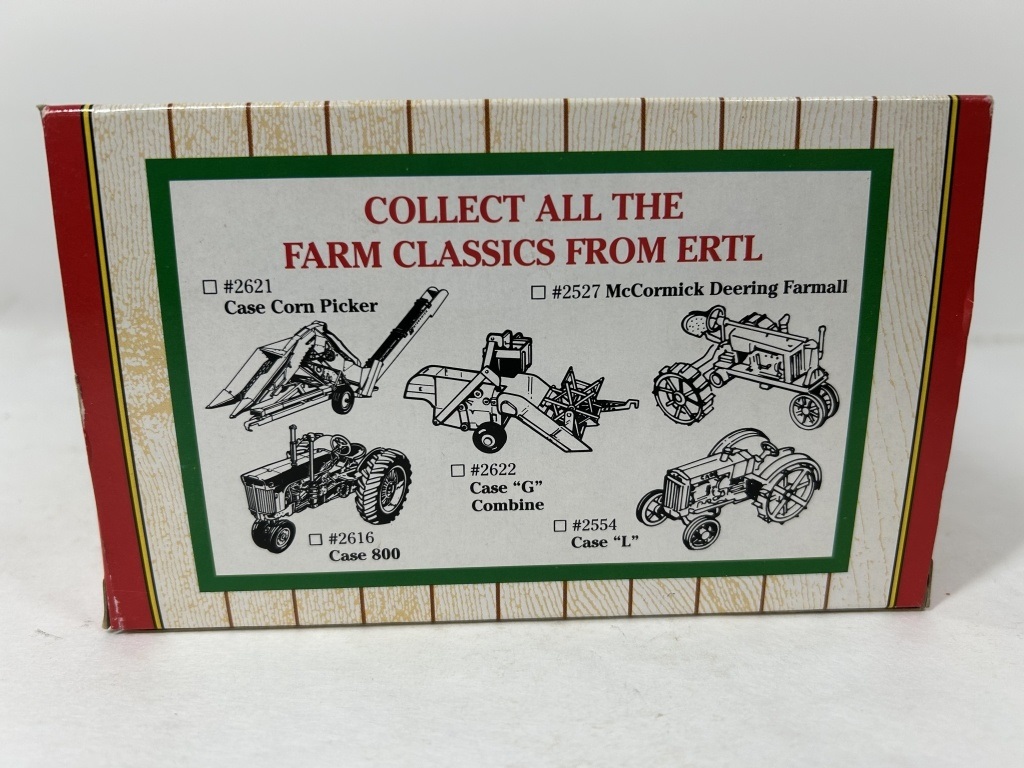 COLLECT ALL THE
FARM CLASSICS FROM ERTL
#2621
Case Corn Picker
#2527 McCormick Deering Farmall
#2622
Case “G”
Combine
#2616
Case 800
#2554
Case “L”